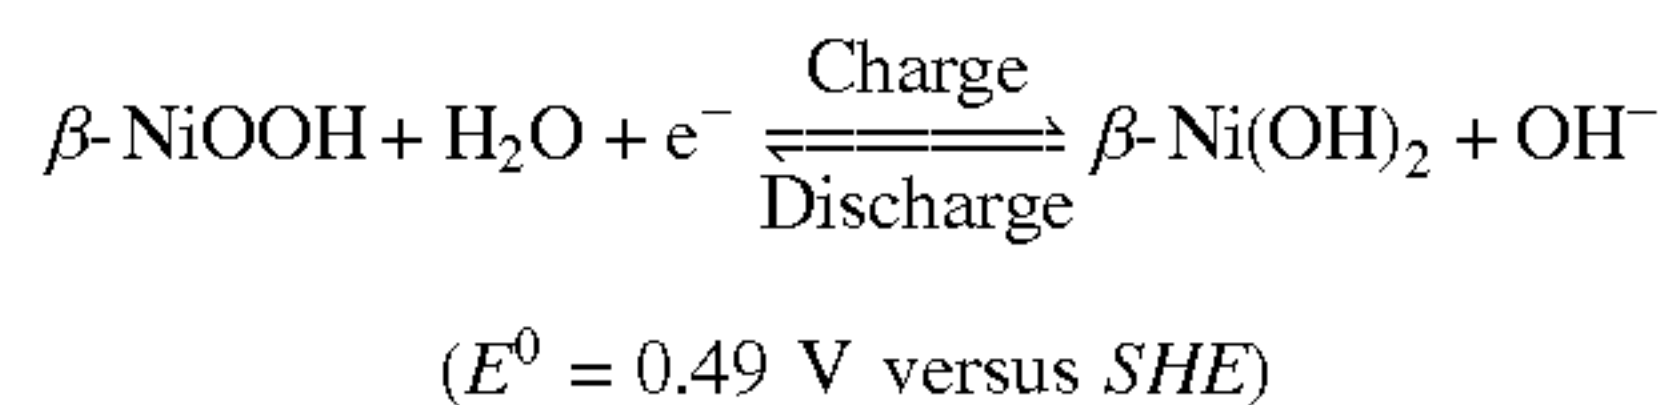 Charge
β-NiOOH + H₂O + e⁻ ⇌ β-Ni(OH)₂ + OH⁻
Discharge
(E⁰ = 0.49 V versus SHE)